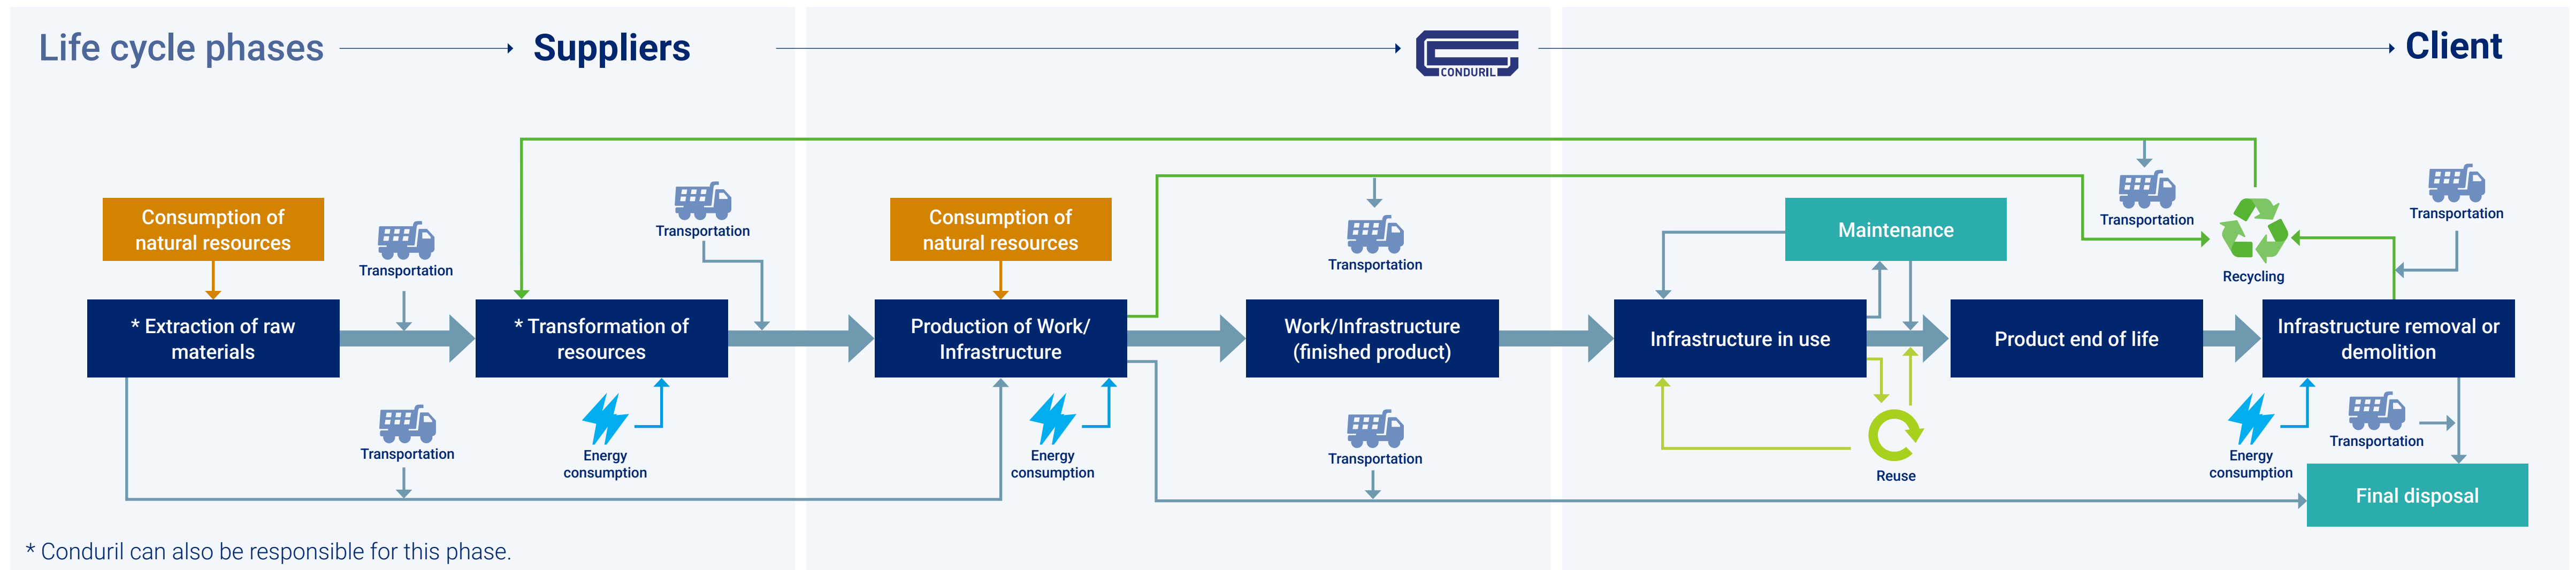 Life cycle phases
Suppliers
CONDURIL
Client
Consumption of
natural resources
Transportation
Transportation
Consumption of
natural resources
Transportation
Maintenance
Transportation
Recycling
Transportation
* Extraction of raw
materials
* Transformation of
resources
Production of Work/
Infrastructure
Work/Infrastructure
(finished product)
Infrastructure in use
Product end of life
Infrastructure removal or
demolition
Transportation
Energy
consumption
Energy
consumption
Transportation
Reuse
Energy
consumption
Transportation
Final disposal
* Conduril can also be responsible for this phase.